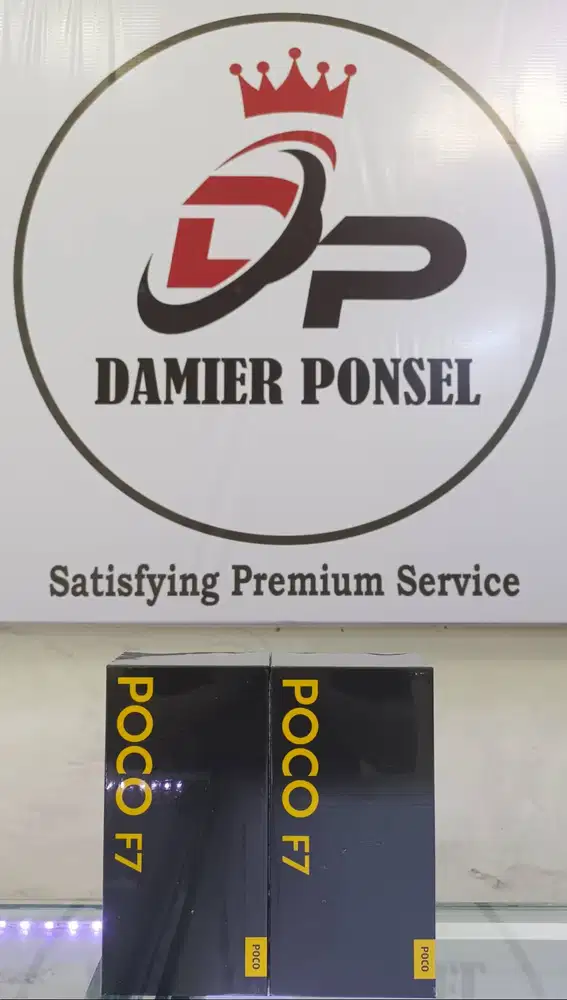 DP
DAMIER PONSEL
Satisfying Premium Service
POCO F7
POCO
POCO F7
POCO